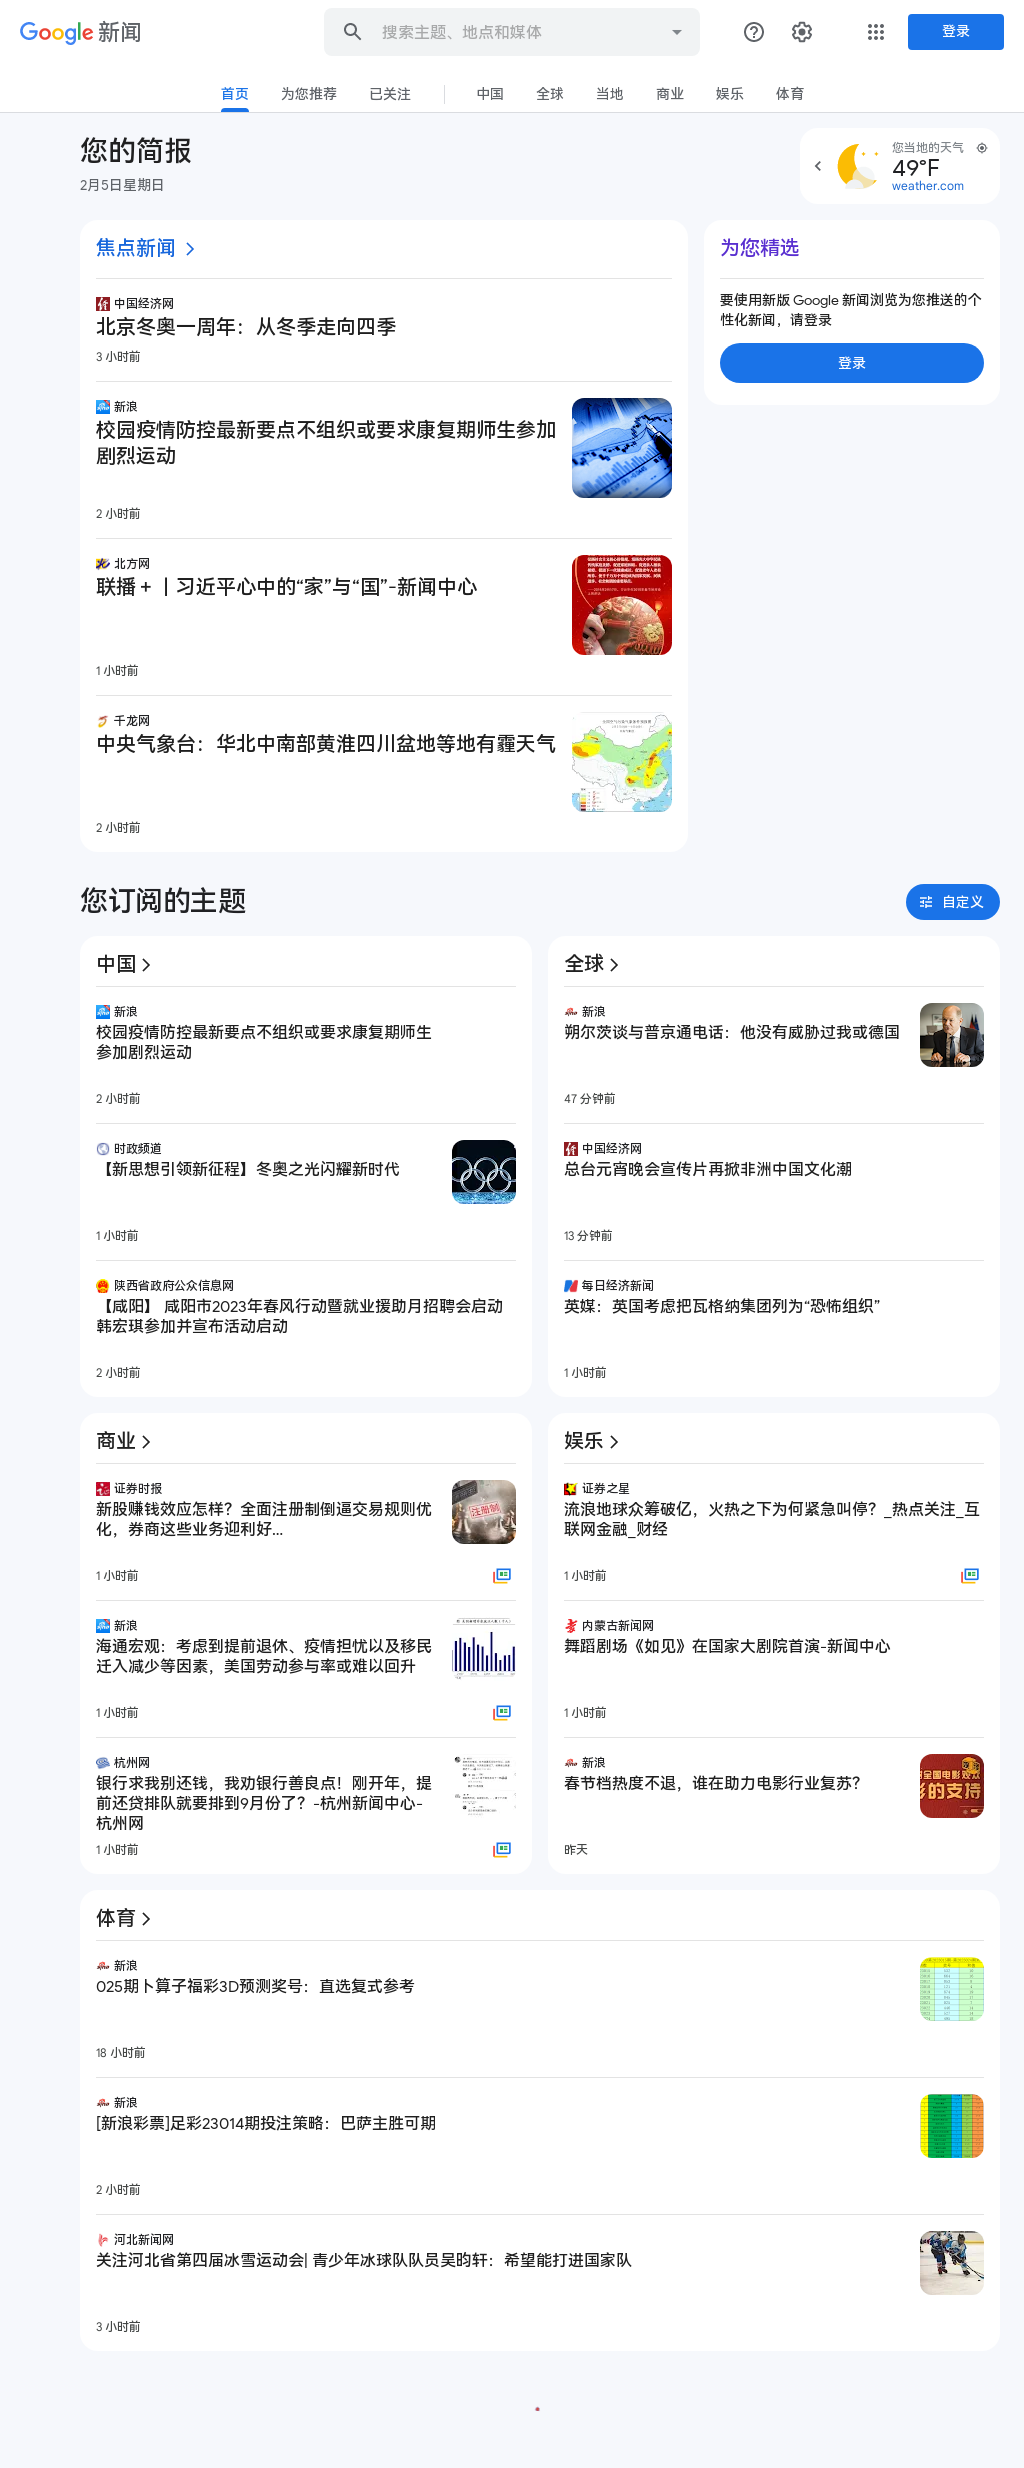 Google 新闻
搜索主题、地点和媒体
登录
首页
为您推荐
已关注
中国
全球
当地
商业
娱乐
体育
您的简报
2月5日星期日
您当地的天气
49°F
weather.com
焦点新闻
中国经济网
北京冬奥一周年：从冬季走向四季
3 小时前
新浪
校园疫情防控最新要点不组织或要求康复期师生参加
剧烈运动
2 小时前
北方网
联播＋丨习近平心中的“家”与“国”-新闻中心
1 小时前
千龙网
中央气象台：华北中南部黄淮四川盆地等地有霾天气
2 小时前
为您精选
要使用新版 Google 新闻浏览为您推送的个
性化新闻，请登录
登录
您订阅的主题
自定义
中国
新浪
校园疫情防控最新要点不组织或要求康复期师生
参加剧烈运动
2 小时前
时政频道
【新思想引领新征程】冬奥之光闪耀新时代
1 小时前
陕西省政府公众信息网
【咸阳】 咸阳市2023年春风行动暨就业援助月招聘会启动
韩宏琪参加并宣布活动启动
2 小时前
全球
新浪
朔尔茨谈与普京通电话：他没有威胁过我或德国
47 分钟前
中国经济网
总台元宵晚会宣传片再掀非洲中国文化潮
13 分钟前
每日经济新闻
英媒：英国考虑把瓦格纳集团列为“恐怖组织”
1 小时前
商业
证券时报
新股赚钱效应怎样？全面注册制倒逼交易规则优
化，券商这些业务迎利好...
注册制
1 小时前
新浪
海通宏观：考虑到提前退休、疫情担忧以及移民
迁入减少等因素，美国劳动参与率或难以回升
1 小时前
杭州网
银行求我别还钱，我劝银行善良点！刚开年，提
前还贷排队就要排到9月份了？-杭州新闻中心-
杭州网
1 小时前
娱乐
证券之星
流浪地球众筹破亿，火热之下为何紧急叫停？_热点关注_互
联网金融_财经
1 小时前
内蒙古新闻网
舞蹈剧场《如见》在国家大剧院首演-新闻中心
1 小时前
新浪
春节档热度不退，谁在助力电影行业复苏？
全国电影观众
影的支持
昨天
体育
新浪
025期卜算子福彩3D预测奖号：直选复式参考
18 小时前
新浪
[新浪彩票]足彩23014期投注策略：巴萨主胜可期
2 小时前
河北新闻网
关注河北省第四届冰雪运动会| 青少年冰球队队员吴昀轩：希望能打进国家队
3 小时前